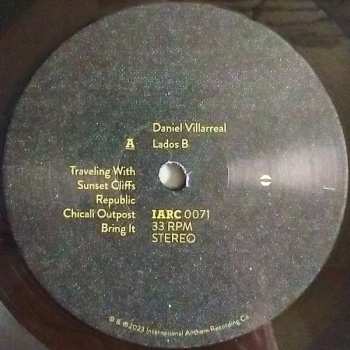 Daniel Villarreal
A
Lados B
Traveling With
Sunset Cliffs
Republic
Chicali Outpost
Bring It
IARC 0071
33 RPM
STEREO
© & ℗ 2023 International Anthem Recording Co.